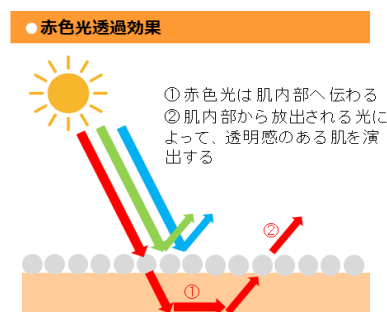 ●赤色光透過効果
①赤色光は肌内部へ伝わる
②肌内部から放出される光に
よって、透明感のある肌を演
出する
②
①